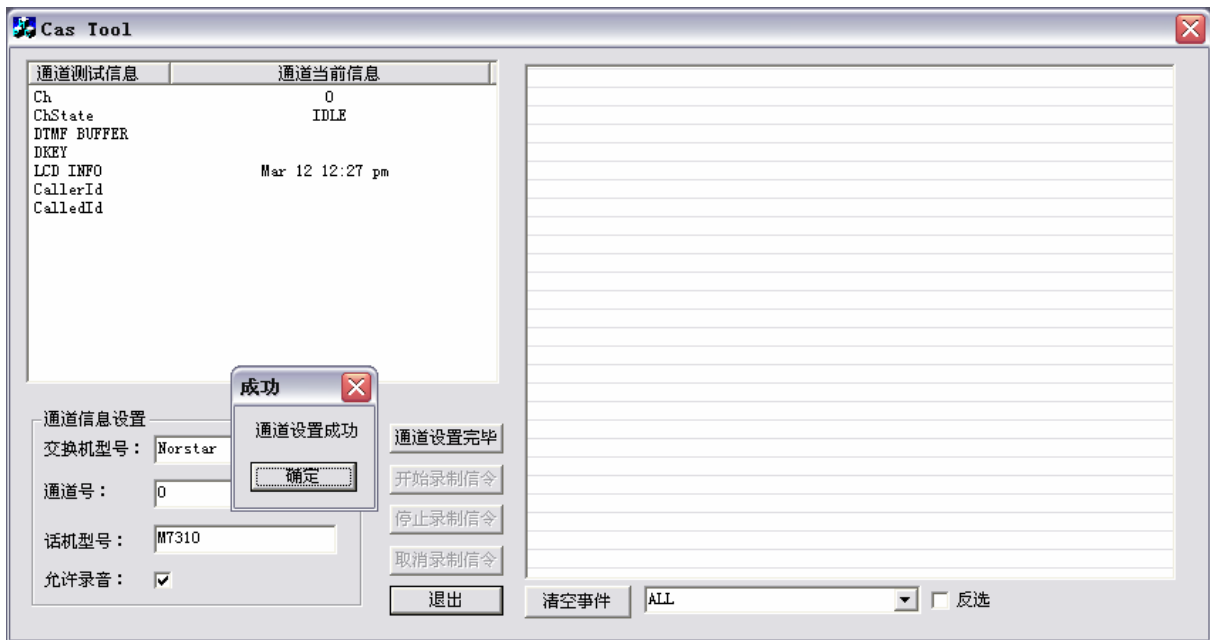 Cas Tool
通道测试信息 通道当前信息
Ch 0
ChState IDLE
DTMF BUFFER
DKEY
LCD INFO Mar 12 12:27 pm
CallerId
CalledId
成功
通道设置成功
确定
通道信息设置
交换机型号： Norstar
通道号： 0
话机型号： M7310
允许录音：
通道设置完毕
开始录制信令
停止录制信令
取消录制信令
退出
清空事件 ALL 反选